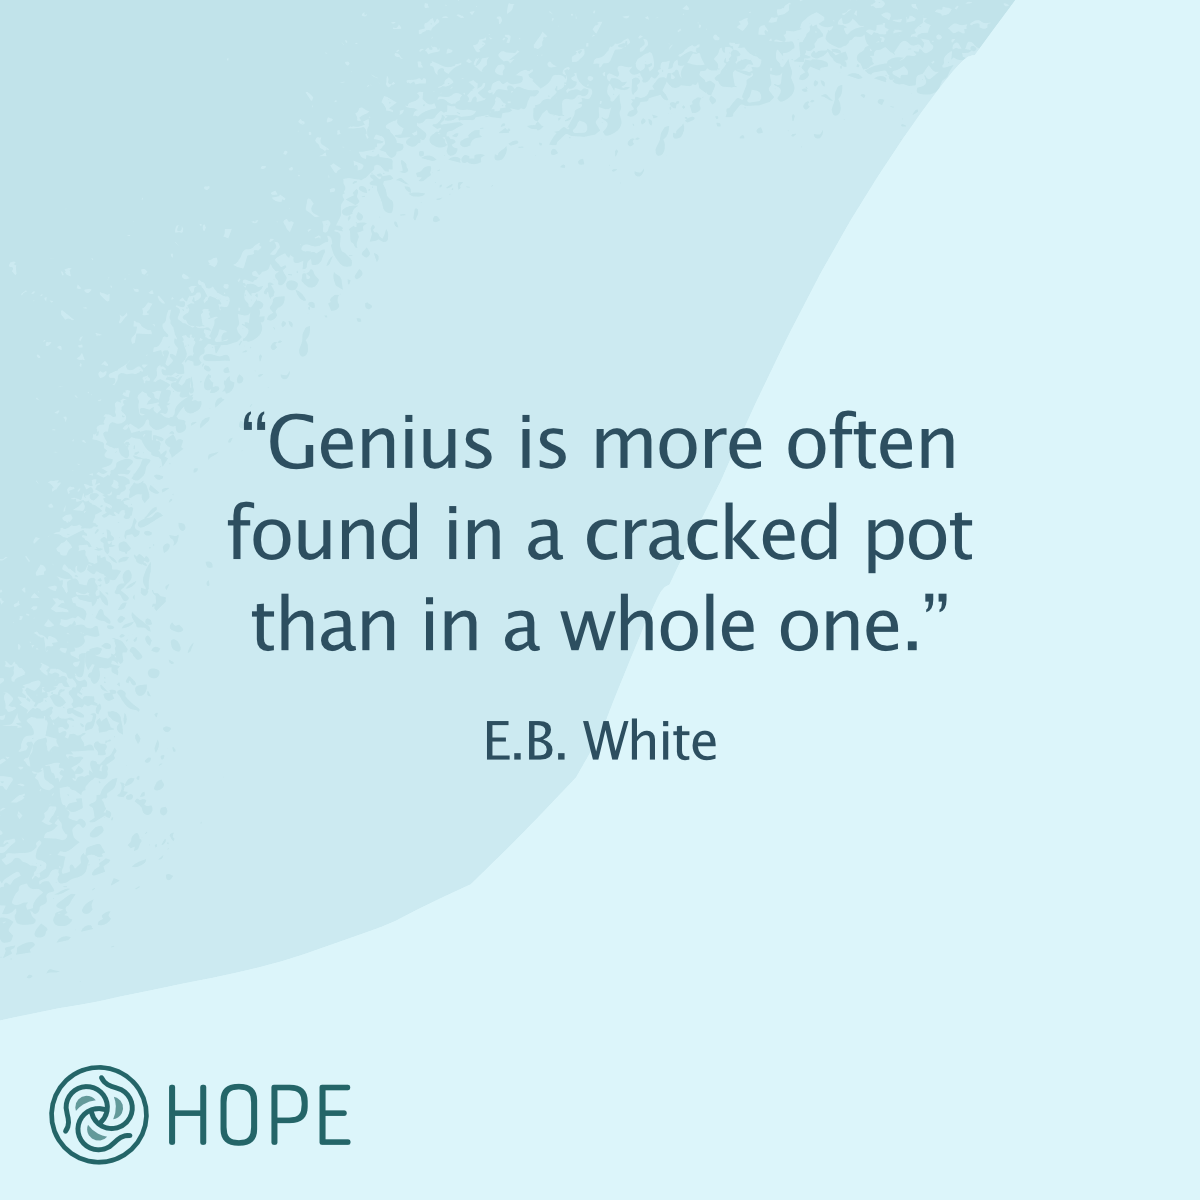 “Genius is more often
found in a cracked pot
than in a whole one.”
E.B. White
HOPE